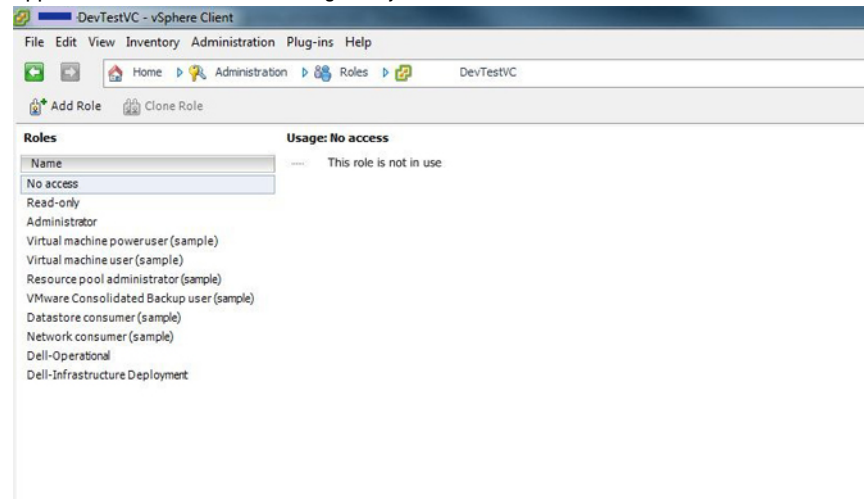 -DevTestVC - vSphere Client
File Edit View Inventory Administration Plug-ins Help
Home Administration Roles DevTestVC
Add Role Clone Role
Roles Usage: No access
Name This role is not in use
No access
Read-only
Administrator
Virtual machine power user (sample)
Virtual machine user (sample)
Resource pool administrator (sample)
VMware Consolidated Backup user (sample)
Datastore consumer (sample)
Network consumer (sample)
Dell-Operational
Dell-Infrastructure Deployment